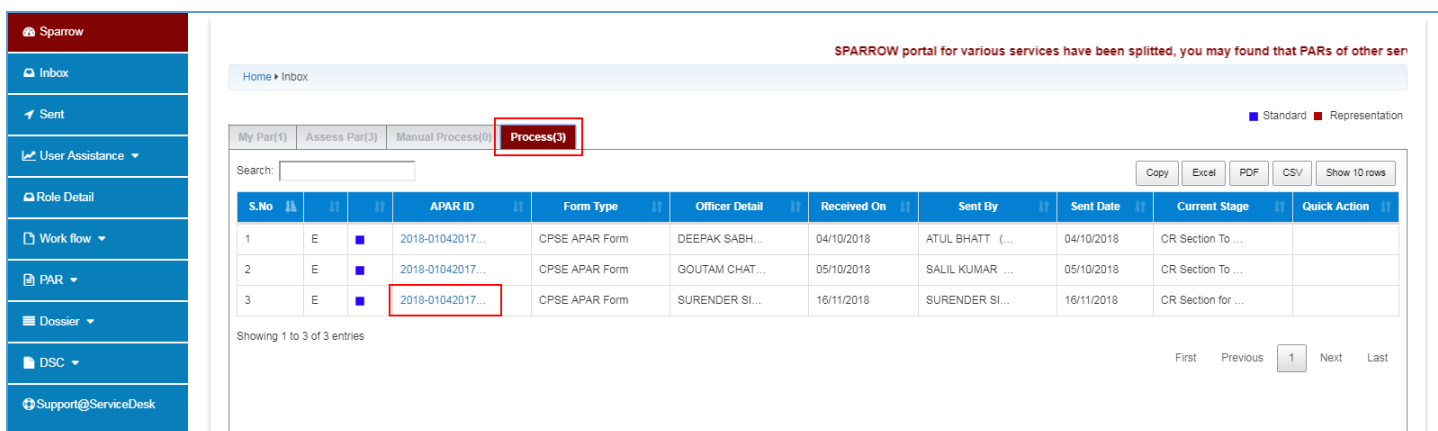 Sparrow
Inbox
Sent
User Assistance
Role Detail
Work flow
PAR
Dossier
DSC
Support@ServiceDesk
SPARROW portal for various services have been splitted, you may found that PARs of other serv
Home Inbox
Standard Representation
My Par(1) Assess Par(3) Manual Process(0) Process(3)
Search: Copy Excel PDF CSV Show 10 rows
S.No APAR ID Form Type Officer Detail Received On Sent By Sent Date Current Stage Quick Action
1 E 2018-01042017... CPSE APAR Form DEEPAK SABH... 04/10/2018 ATUL BHATT (... 04/10/2018 CR Section To ...
2 E 2018-01042017... CPSE APAR Form GOUTAM CHAT... 05/10/2018 SALIL KUMAR ... 05/10/2018 CR Section To ...
3 E 2018-01042017... CPSE APAR Form SURENDER SI... 16/11/2018 SURENDER SI... 16/11/2018 CR Section for ...
Showing 1 to 3 of 3 entries
First Previous 1 Next Last